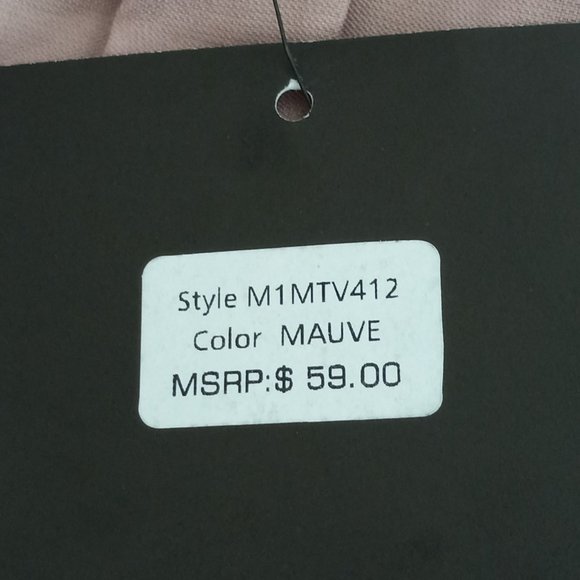 Style M1MTV412
Color MAUVE
MSRP:$ 59.00